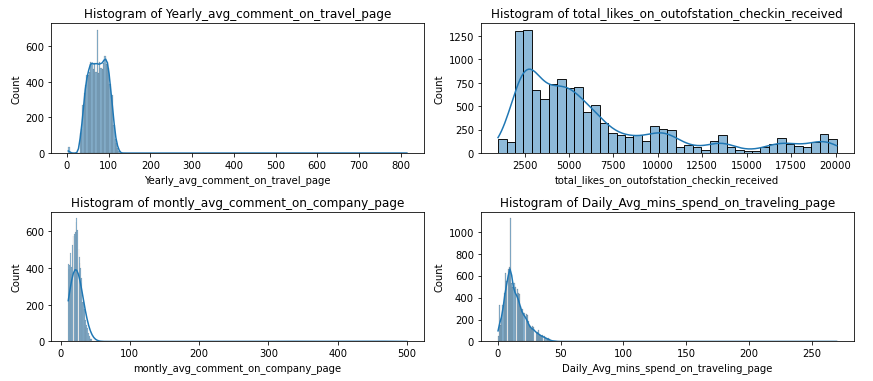 Histogram of Yearly_avg_comment_on_travel_page
Count
600
400
200
0
0 100 200 300 400 500 600 700 800
Yearly_avg_comment_on_travel_page
Histogram of total_likes_on_outofstation_checkin_received
Count
1250
1000
750
500
250
0
2500 5000 7500 10000 12500 15000 17500 20000
total_likes_on_outofstation_checkin_received
Histogram of montly_avg_comment_on_company_page
Count
600
400
200
0
0 100 200 300 400 500
montly_avg_comment_on_company_page
Histogram of Daily_Avg_mins_spend_on_traveling_page
Count
1000
800
600
400
200
0
0 50 100 150 200 250
Daily_Avg_mins_spend_on_traveling_page